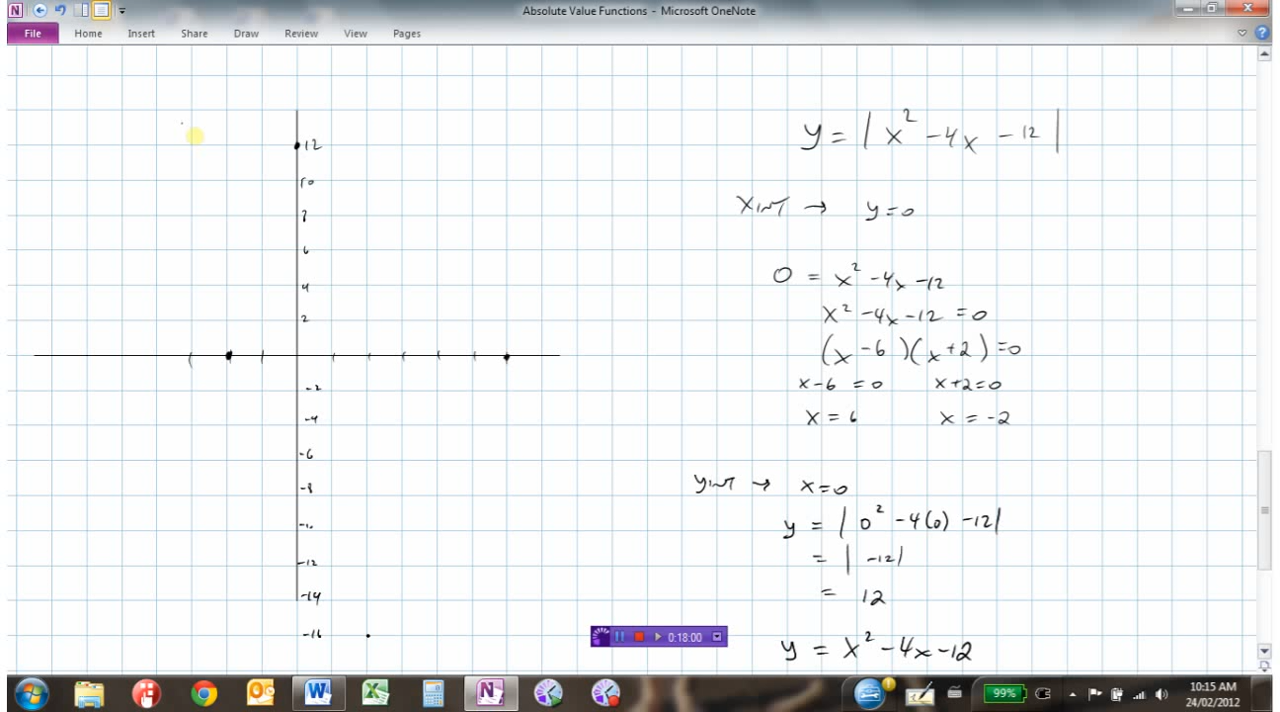 Absolute Value Functions - Microsoft OneNote
File Home Insert Share Draw Review View Pages
12
10
8
6
4
2
-2
-4
-6
-8
-10
-12
-14
-16
y = | x² - 4x - 12 |
x int → y = 0
0 = x² - 4x - 12
x² - 4x - 12 = 0
(x - 6)(x + 2) = 0
x - 6 = 0 x + 2 = 0
x = 6 x = -2
y int → x = 0
y = | 0² - 4(0) - 12 |
= | -12 |
= 12
y = x² - 4x - 12
0:18:00
99%
10:15 AM
24/02/2012